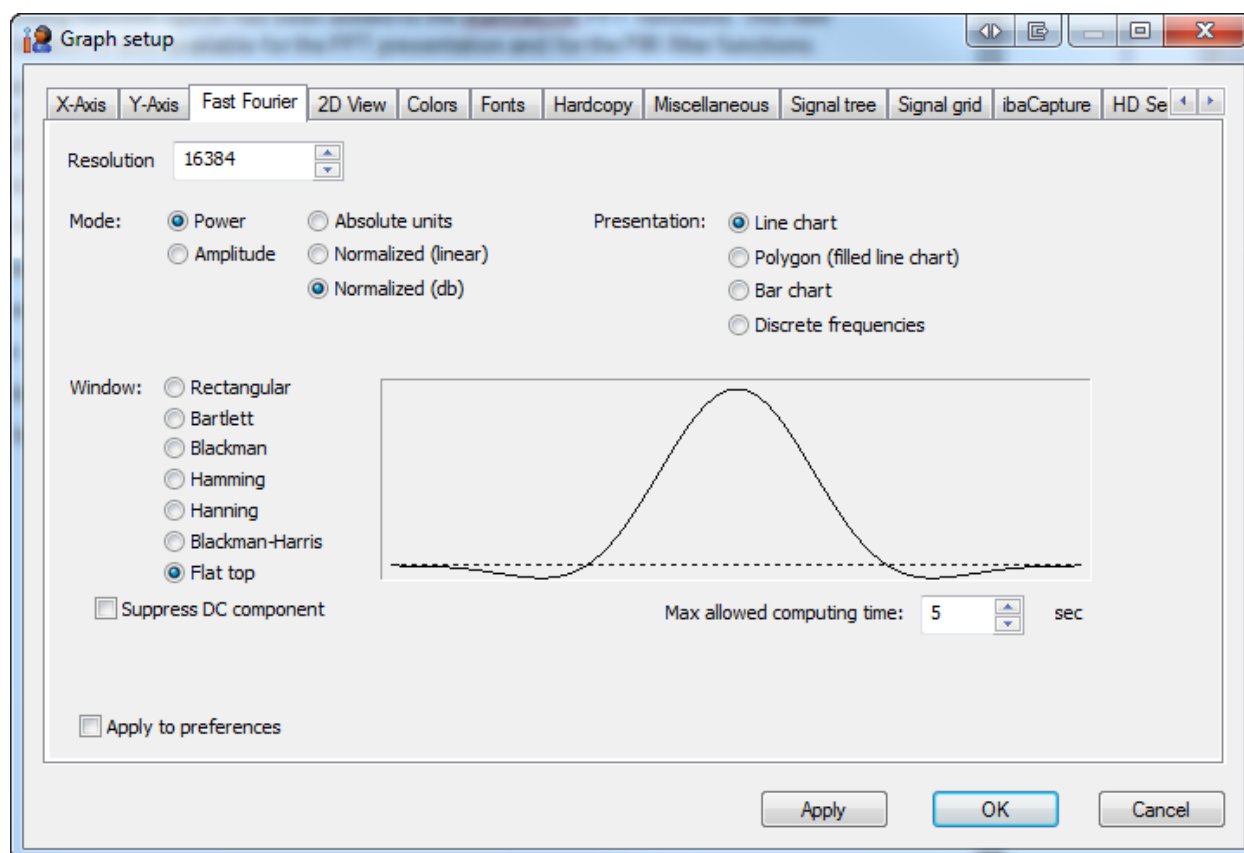 Graph setup
X-Axis Y-Axis Fast Fourier 2D View Colors Fonts Hardcopy Miscellaneous Signal tree Signal grid ibaCapture HD Se
Resolution 16384
Mode: Power Absolute units Presentation: Line chart
Amplitude Normalized (linear) Polygon (filled line chart)
Normalized (db) Bar chart
Discrete frequencies
Window: Rectangular
Bartlett
Blackman
Hamming
Hanning
Blackman-Harris
Flat top
Suppress DC component Max allowed computing time: 5 sec
Apply to preferences
Apply OK Cancel